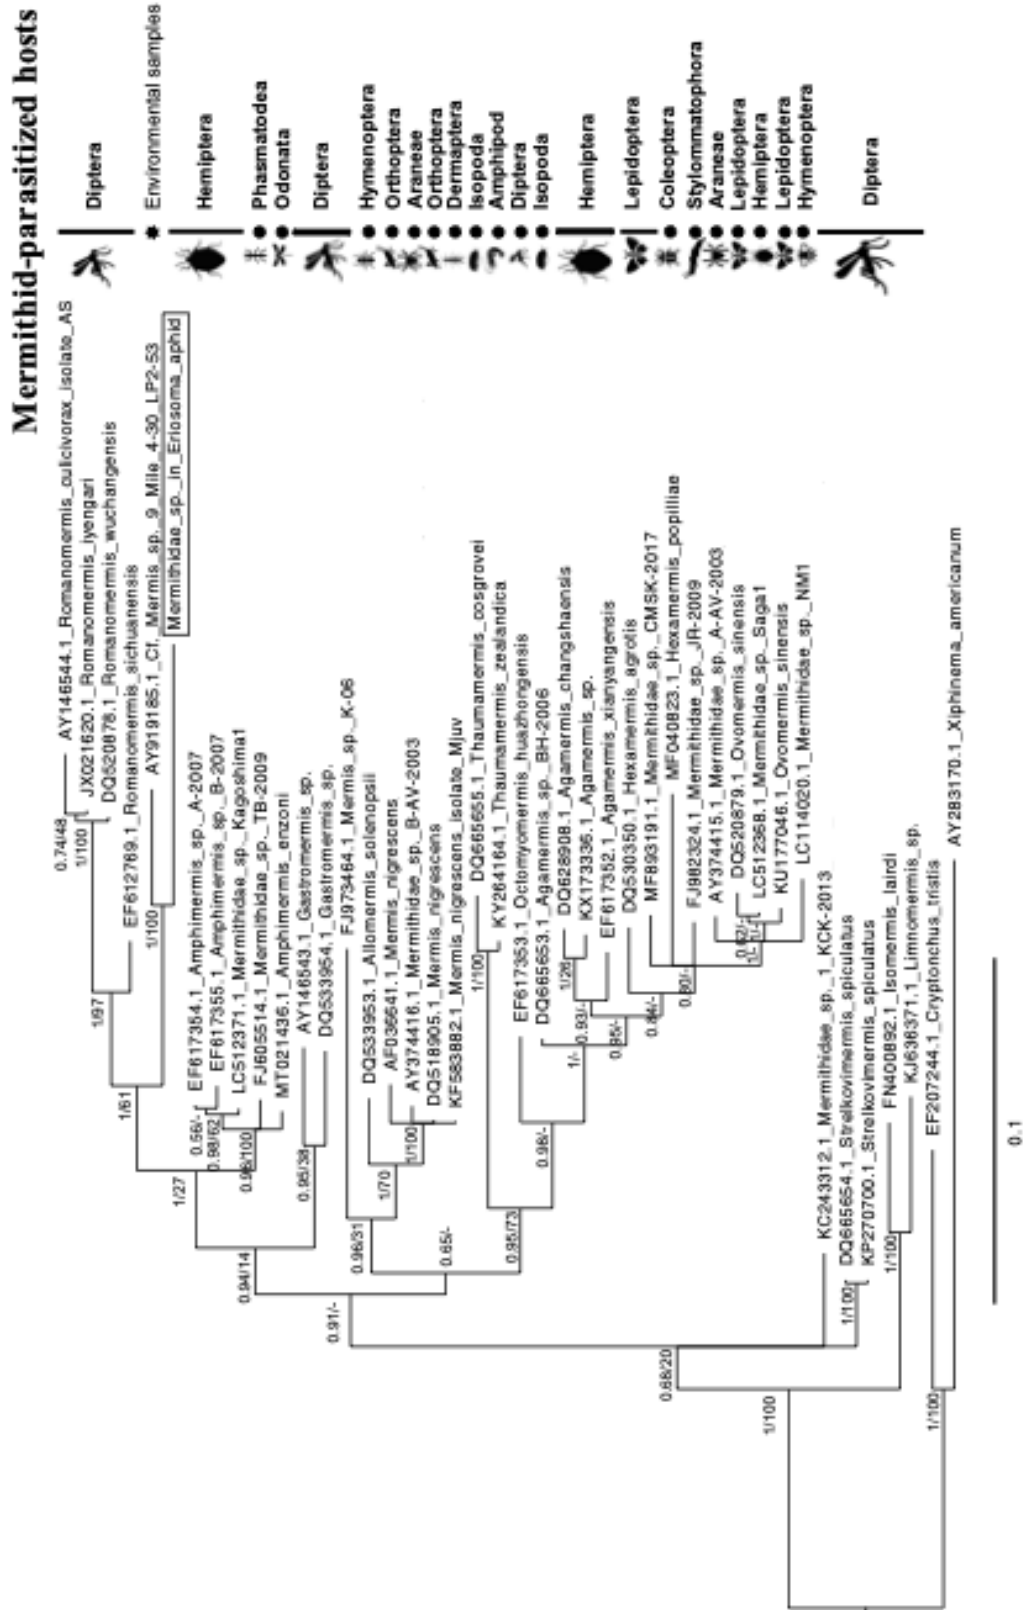 Mermithid-parasitized hosts
Diptera
Environmental samples
Hemiptera
Phasmatodea
Odonata
Diptera
Hymenoptera
Orthoptera
Araneae
Orthoptera
Dermaptera
Isopoda
Amphipod
Diptera
Isopoda
Hemiptera
Lepidoptera
Coleoptera
Stylommatophora
Araneae
Lepidoptera
Hemiptera
Lepidoptera
Hymenoptera
Diptera
AY146544.1_Romanomermis_culicivorax_isolate_AS
JX021620.1_Romanomermis_iyengari
DQ520878.1_Romanomermis_wuchangensis
EF612769.1_Romanomermis_sichuanensis
AY919185.1_Cf._Mermis_sp._9_Mile_4-30_LP2-53
Mermithidae_sp._in_Eriosoma_aphid
EF617354.1_Amphimermis_sp._A-2007
EF617355.1_Amphimermis_sp._B-2007
LC512371.1_Mermithidae_sp._Kagoshima1
FJ605514.1_Mermithidae_sp._TB-2009
MT021436.1_Amphimermis_enzoni
AY146543.1_Gastromermis_sp.
DQ533954.1_Gastromermis_sp.
FJ973464.1_Mermis_sp._K-06
DQ533953.1_Allomermis_solenopsii
AF036641.1_Mermis_nigrescens
AY374416.1_Mermithidae_sp._B-AV-2003
DQ518905.1_Mermis_nigrescens
KF583882.1_Mermis_nigrescens_isolate_Mjuv
DQ665655.1_Thaumamermis_cosgrovei
KY264164.1_Thaumamermis_zealandica
EF617353.1_Octomyomermis_huazhongensis
DQ665653.1_Agamermis_sp._BH-2006
DQ628908.1_Agamermis_changshaensis
KX173336.1_Agamermis_sp.
EF617352.1_Agamermis_xianyangensis
DQ530350.1_Hexamermis_agrotis
MF893191.1_Mermithidae_sp._CMSK-2017
MF040823.1_Hexamermis_popilliae
FJ982324.1_Mermithidae_sp._JR-2009
AY374415.1_Mermithidae_sp._A-AV-2003
DQ520879.1_Ovomermis_sinensis
LC512368.1_Mermithidae_sp._Saga1
KU177046.1_Ovomermis_sinensis
LC114020.1_Mermithidae_sp._NM1
KC243312.1_Mermithidae_sp._1_KCK-2013
DQ665654.1_Strelkovimermis_spiculatus
KP270700.1_Strelkovimermis_spiculatus
FN400892.1_Isomermis_lairdi
KJ636371.1_Limnomermis_sp.
EF207244.1_Cryptonchus_tristis
AY283170.1_Xiphinema_americanum
0.74/48
1/100
1/97
1/100
1/61
0.56/-
0.98/62
0.96/100
1/27
0.95/38
0.94/14
0.96/31
1/70
1/100
0.65/-
0.91/-
1/100
0.95/73
0.98/-
1/26
0.93/-
1/-
0.95/-
0.84/-
0.80/-
0.62/-
1/-
1/-
0.68/20
1/100
1/100
1/100
1/100
0.1